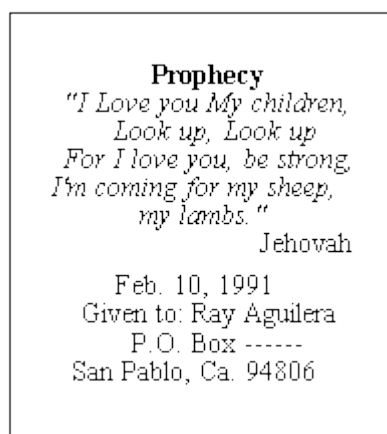 Prophecy
"I Love you My children,
Look up, Look up
For I love you, be strong,
I'm coming for my sheep,
my lambs."
Jehovah
Feb. 10, 1991
Given to: Ray Aguilera
P.O. Box ------
San Pablo, Ca. 94806